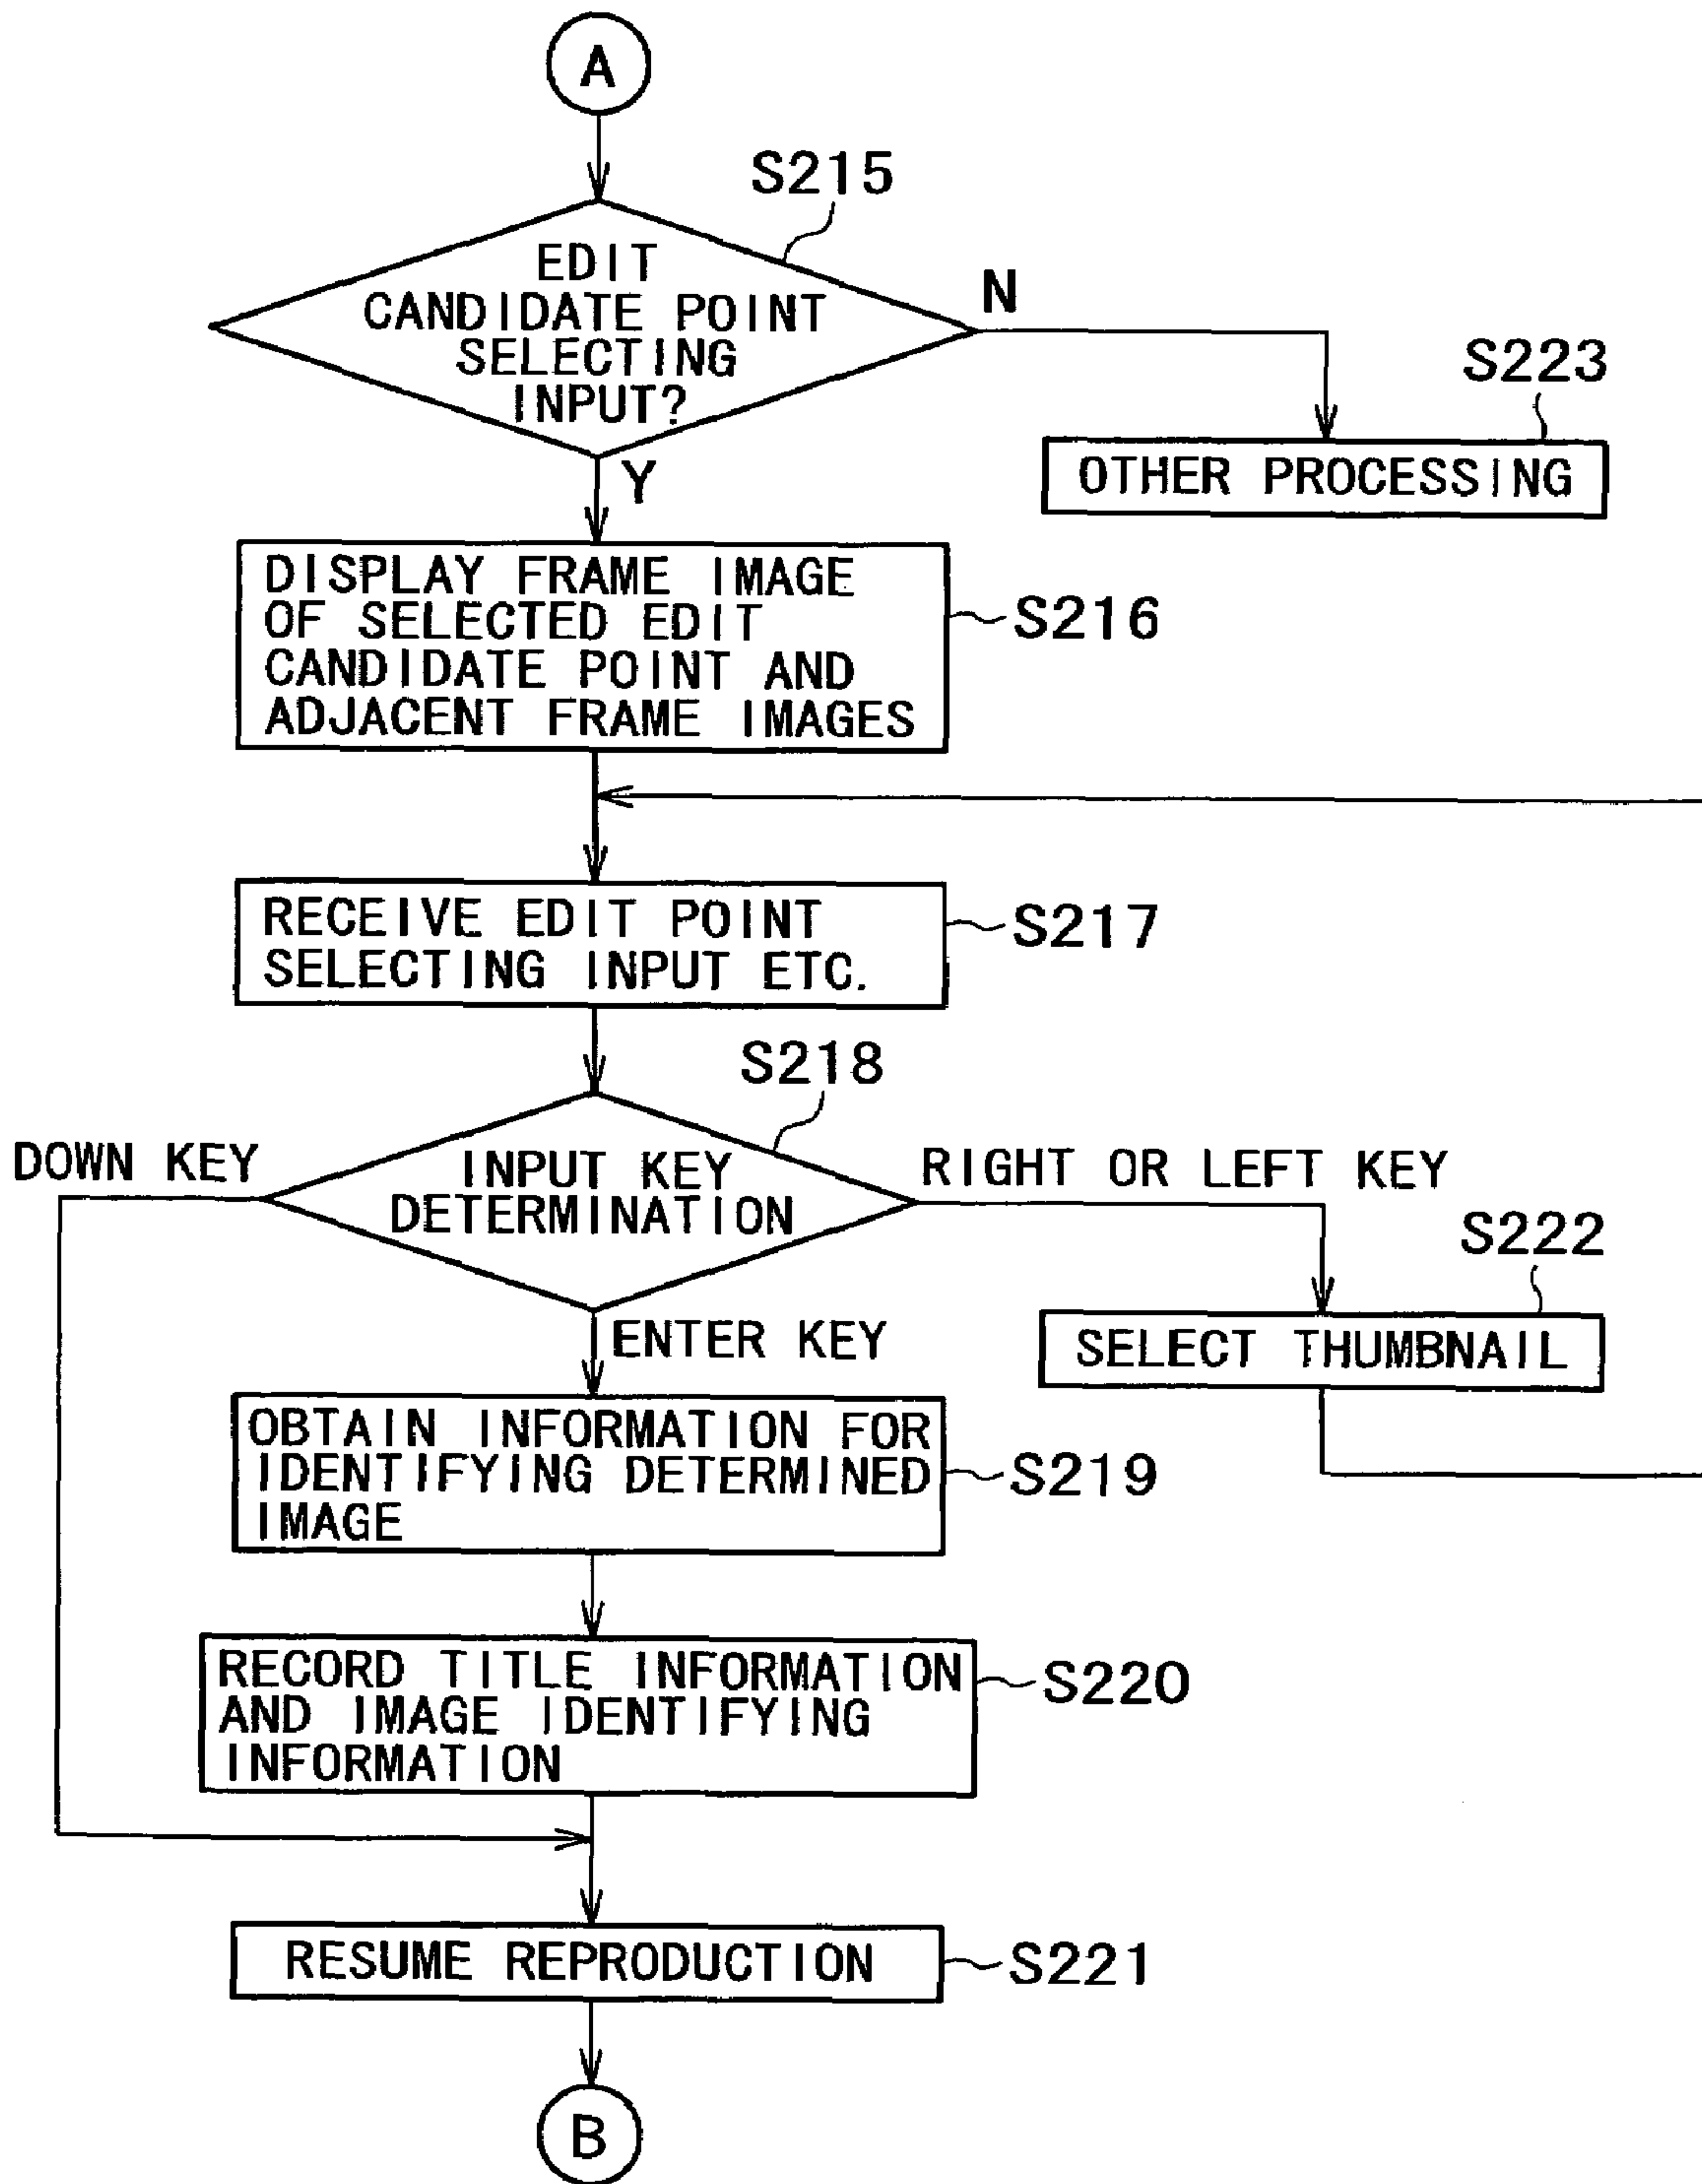 A
S215
EDIT
CANDIDATE POINT
SELECTING
INPUT?
N
Y
S223
OTHER PROCESSING
DISPLAY FRAME IMAGE
OF SELECTED EDIT
CANDIDATE POINT AND
ADJACENT FRAME IMAGES
S216
RECEIVE EDIT POINT
SELECTING INPUT ETC.
S217
S218
DOWN KEY
INPUT KEY
DETERMINATION
RIGHT OR LEFT KEY
ENTER KEY
S222
SELECT THUMBNAIL
OBTAIN INFORMATION FOR
IDENTIFYING DETERMINED
IMAGE
S219
RECORD TITLE INFORMATION
AND IMAGE IDENTIFYING
INFORMATION
S220
RESUME REPRODUCTION
S221
B